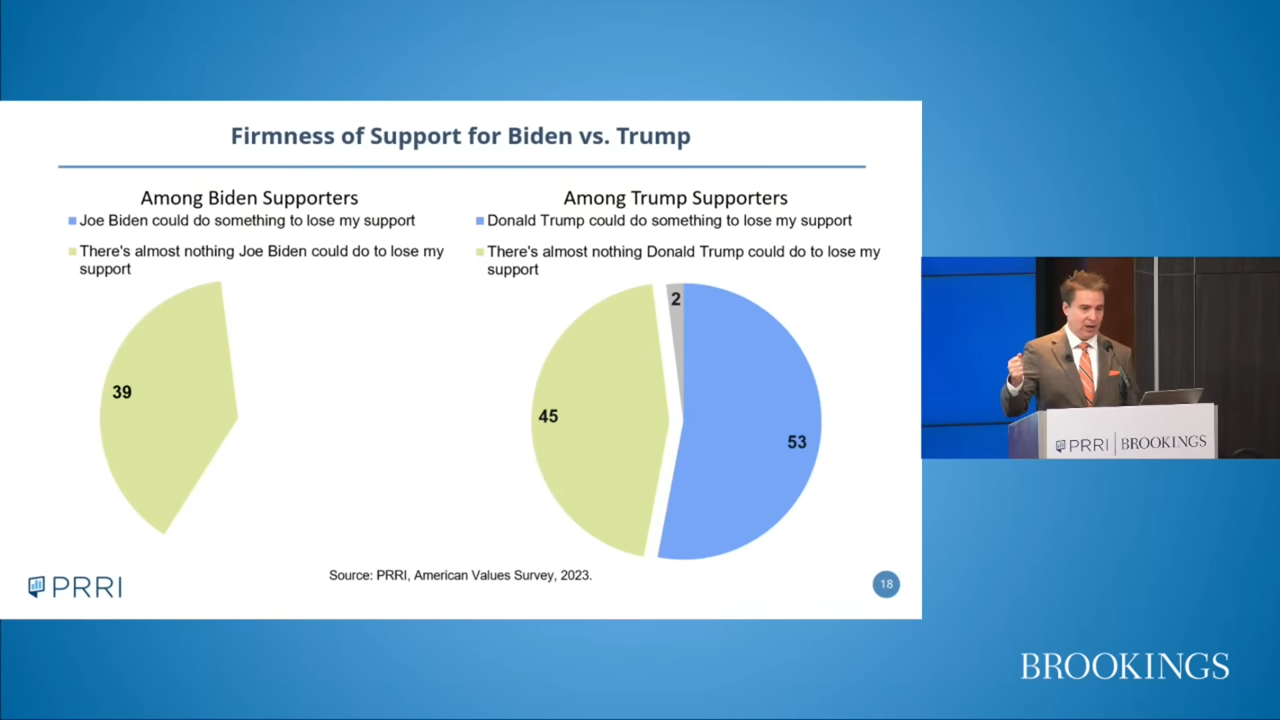 Firmness of Support for Biden vs. Trump
Among Biden Supporters
Joe Biden could do something to lose my support
There's almost nothing Joe Biden could do to lose my
support
39
Among Trump Supporters
Donald Trump could do something to lose my support
There's almost nothing Donald Trump could do to lose my
support
2
45
53
Source: PRRI, American Values Survey, 2023.
PRRI
18
PRRI | BROOKINGS
BROOKINGS